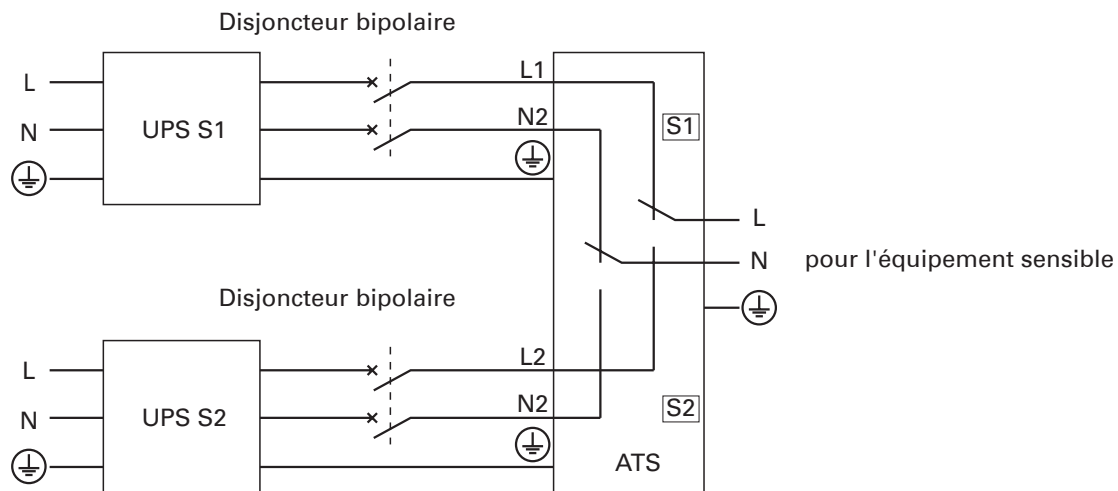 Disjoncteur bipolaire
L
L1
N
UPS S1
N2
S1
L
N
pour l'équipement sensible
Disjoncteur bipolaire
L
L2
N
UPS S2
N2
S2
ATS